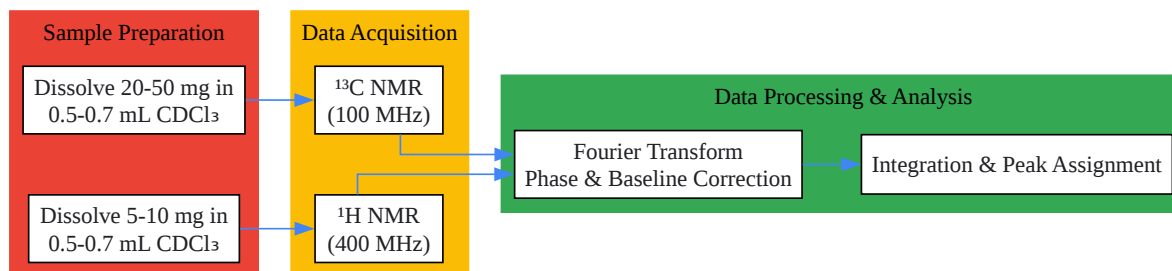 Sample Preparation
Dissolve 20-50 mg in
0.5-0.7 mL CDCl₃
Dissolve 5-10 mg in
0.5-0.7 mL CDCl₃
Data Acquisition
¹³C NMR
(100 MHz)
¹H NMR
(400 MHz)
Data Processing & Analysis
Fourier Transform
Phase & Baseline Correction
Integration & Peak Assignment